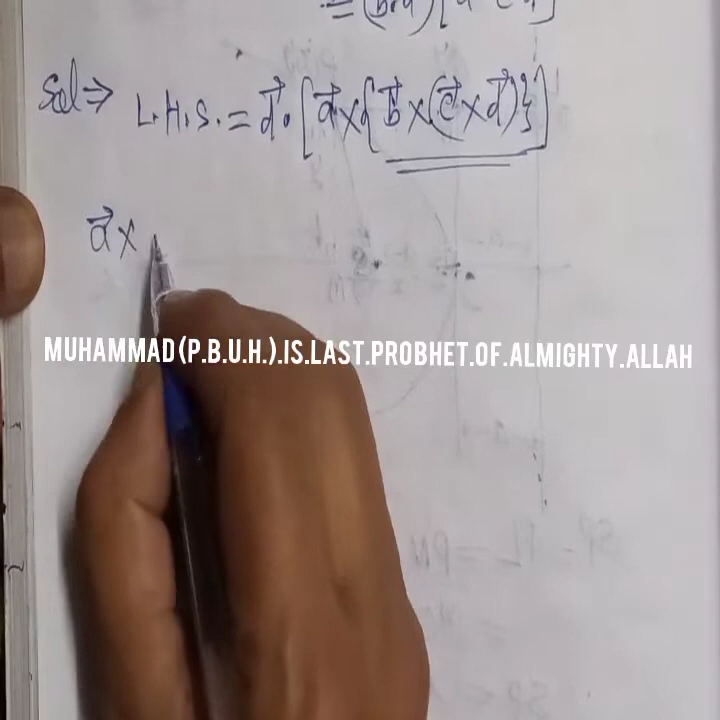 Sol ⇒ L.H.S. = d⃗.[a⃗×{b⃗×(c⃗×d⃗)}]
a⃗×
MUHAMMAD(P.B.U.H.).IS.LAST.PROBHET.OF.ALMIGHTY.ALLAH